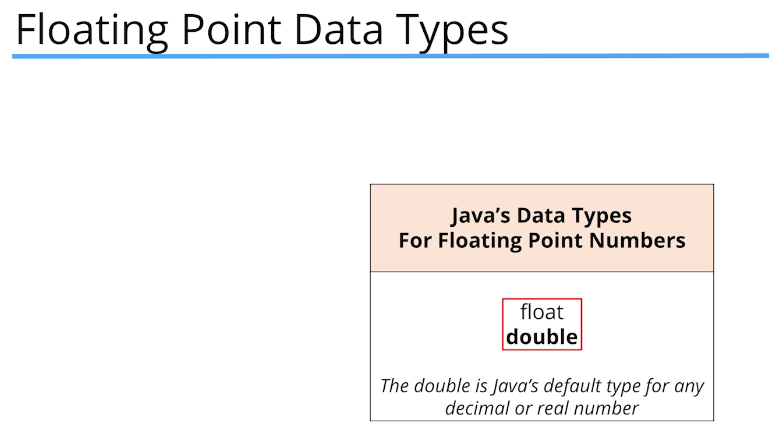 Floating Point Data Types
Java’s Data Types
For Floating Point Numbers
float
double
The double is Java’s default type for any
decimal or real number